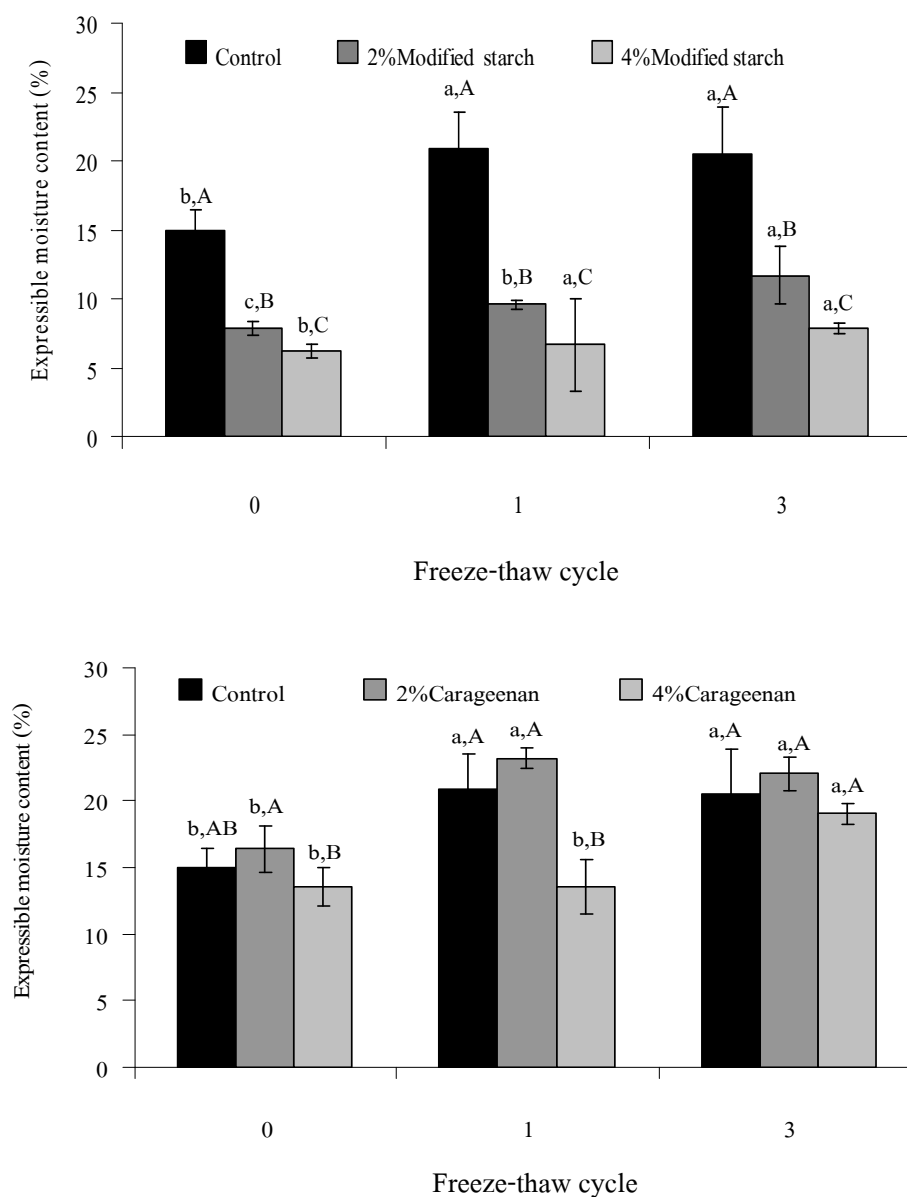 30
Control 2%Modified starch 4%Modified starch
25
a,A a,A
20
b,A
15
a,B
c,B b,C b,B a,C a,C
10
5
0
Expressible moisture content (%)
0 1 3
Freeze-thaw cycle
30
Control 2%Carageenan 4%Carageenan
25
a,A a,A a,A a,A a,A
20
b,AB b,A b,B b,B
15
10
5
0
Expressible moisture content (%)
0 1 3
Freeze-thaw cycle